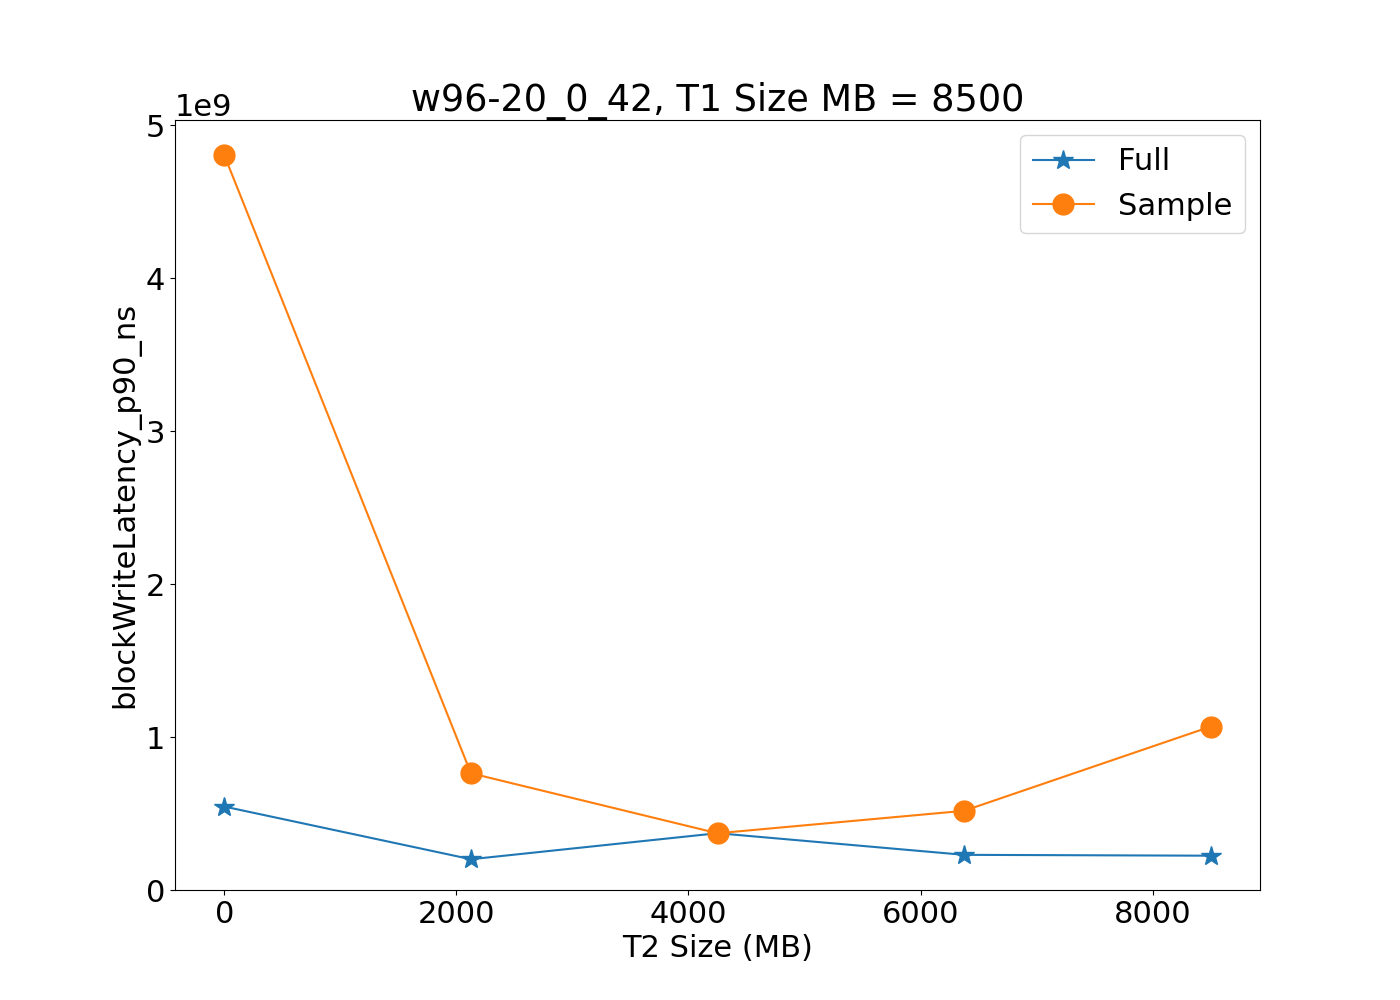 w96-20_0_42, T1 Size MB = 8500
1e9
5
4
3
2
1
0
blockWriteLatency_p90_ns
Full
Sample
0 2000 4000 6000 8000
T2 Size (MB)